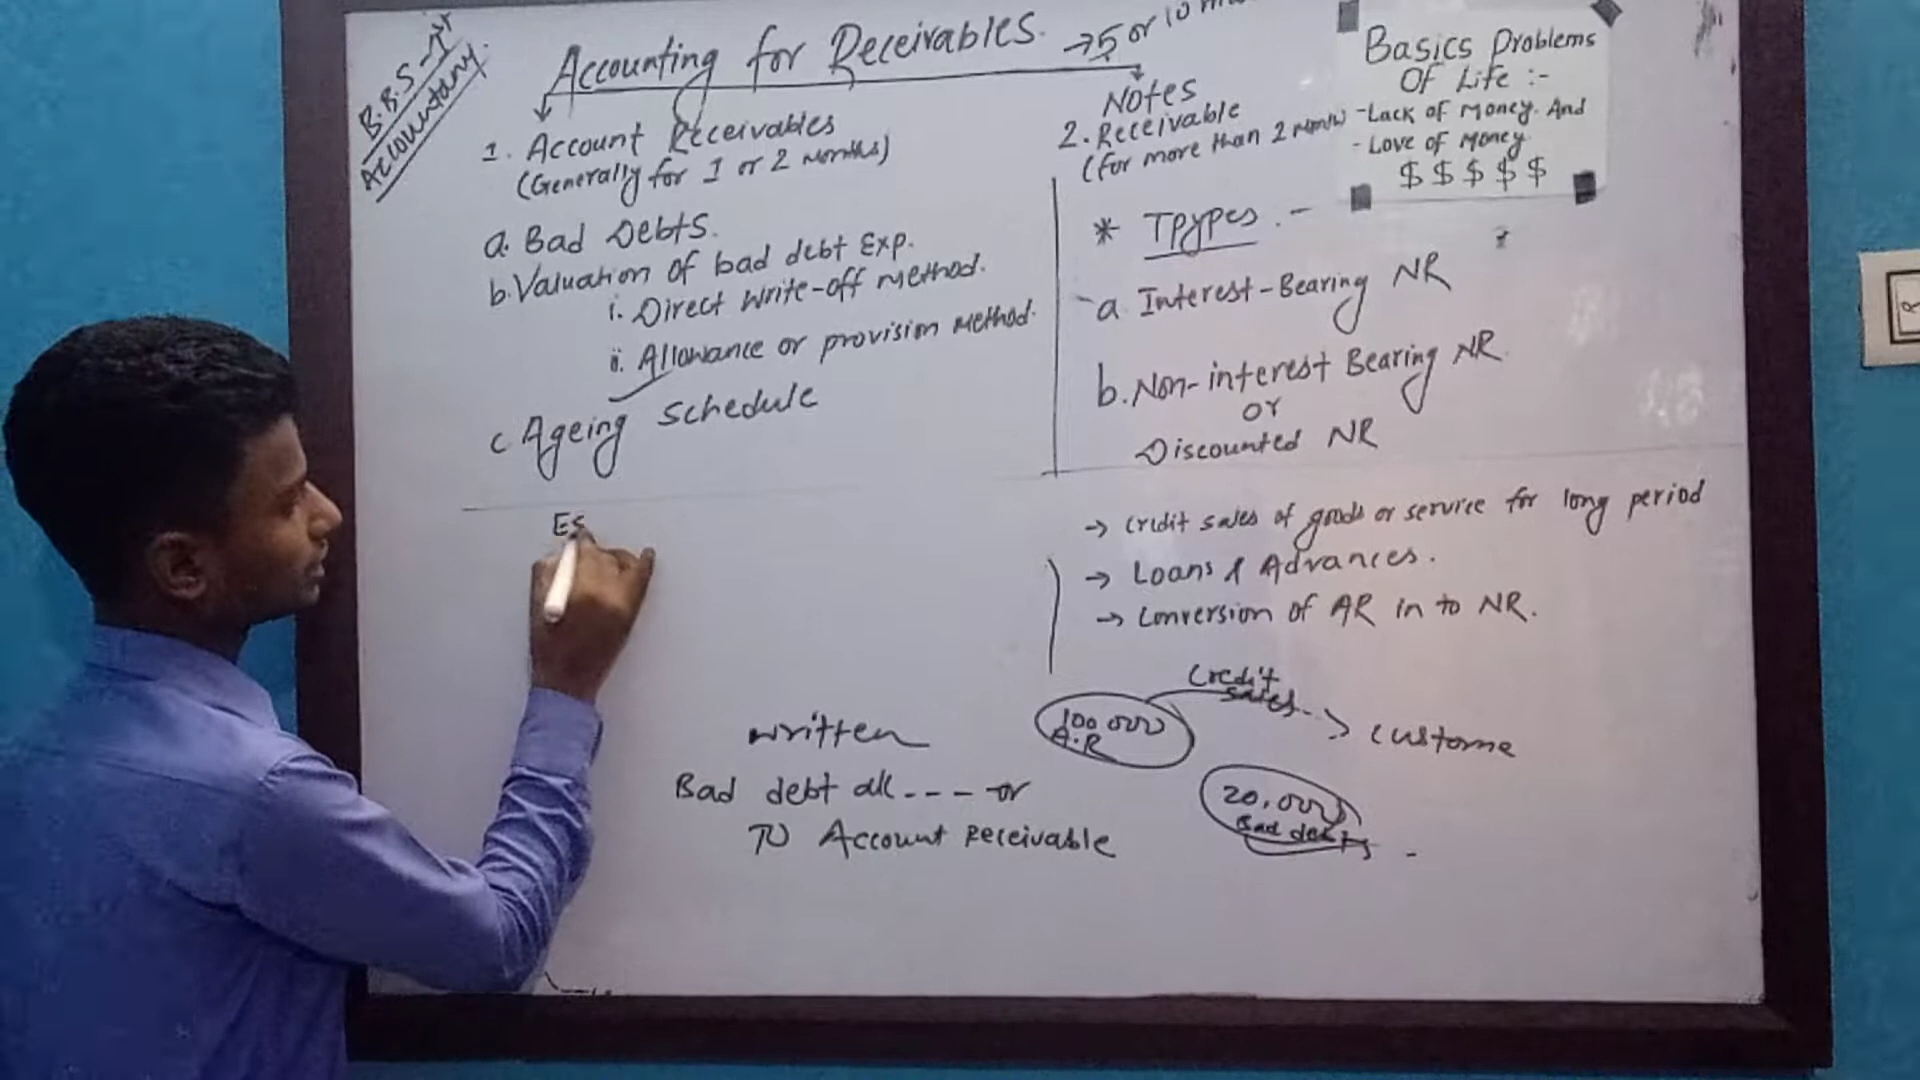 B.B.S-1st
Accountany.
Accounting for Receivables. →5 or 10
1. Account Receivables
(Generally for 1 or 2 months)
a. Bad Debts.
b. Valuation of bad debt Exp.
i. Direct write-off method.
ii. Allowance or provision method.
c Ageing schedule
Es
written
Bad debt all---- or
TO Account Receivable
Notes
2. Receivable
(for more than 2 month)
* TPypes :-
a. Interest-Bearing NR
b. Non-interest Bearing NR
or
Discounted NR
→ credit sales of goods or service for long period
→ Loans & Advances.
→ conversion of AR in to NR.
credit
sales
100,000
A.R
custome
20,000
Bad debts
Basics Problems
Of Life :-
-Lack of Money. And
- Love of Money
$ $ $ $ $